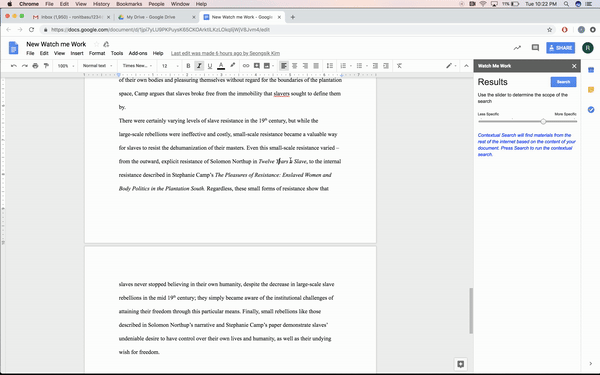 Chrome File Edit View History Bookmarks People Window Help 11% Tue 10:22 PM
My Drive - Google Drive
New Watch me Work - Google
New Watch me Work
File Edit View Insert Format Tools Add-ons Help Last edit made 6 hours ago by Seongsik Kim
SHARE
R
100% Normal text Times New... 12
of their own bodies and pleasuring themselves without regard for the boundaries of the plantation
space, Camp argues that slaves broke free from the immobility that slavers sought to define them
by.
There were certainly varying levels of slave resistance in the 19th century, but while the
large-scale rebellions were ineffective and costly, small-scale resistance became a valuable way
for slaves to resist the dehumanization of their masters. Even this small-scale resistance varied –
from the outward, explicit resistance of Solomon Northup in Twelve Years a Slave, to the internal
resistance described in Stephanie Camp's The Pleasures of Resistance: Enslaved Women and
Body Politics in the Plantation South. Regardless, these small forms of resistance show that
slaves never stopped believing in their own humanity, despite the decrease in large-scale slave
rebellions in the mid 19th century; they simply became aware of the institutional challenges of
attaining their freedom through this particular means. Finally, small rebellions like those
described in Solomon Northup's narrative and Stephanie Camp's paper demonstrate slaves'
undeniable desire to have control over their own lives and humanity, as well as their undying
wish for freedom.
Watch Me Work
Results
Search
Use the slider to determine the scope of the
search
Less Specific More Specific
Contextual Search will find materials from the
rest of the internet based on the content of your
document. Press Search to run the contextual
search.